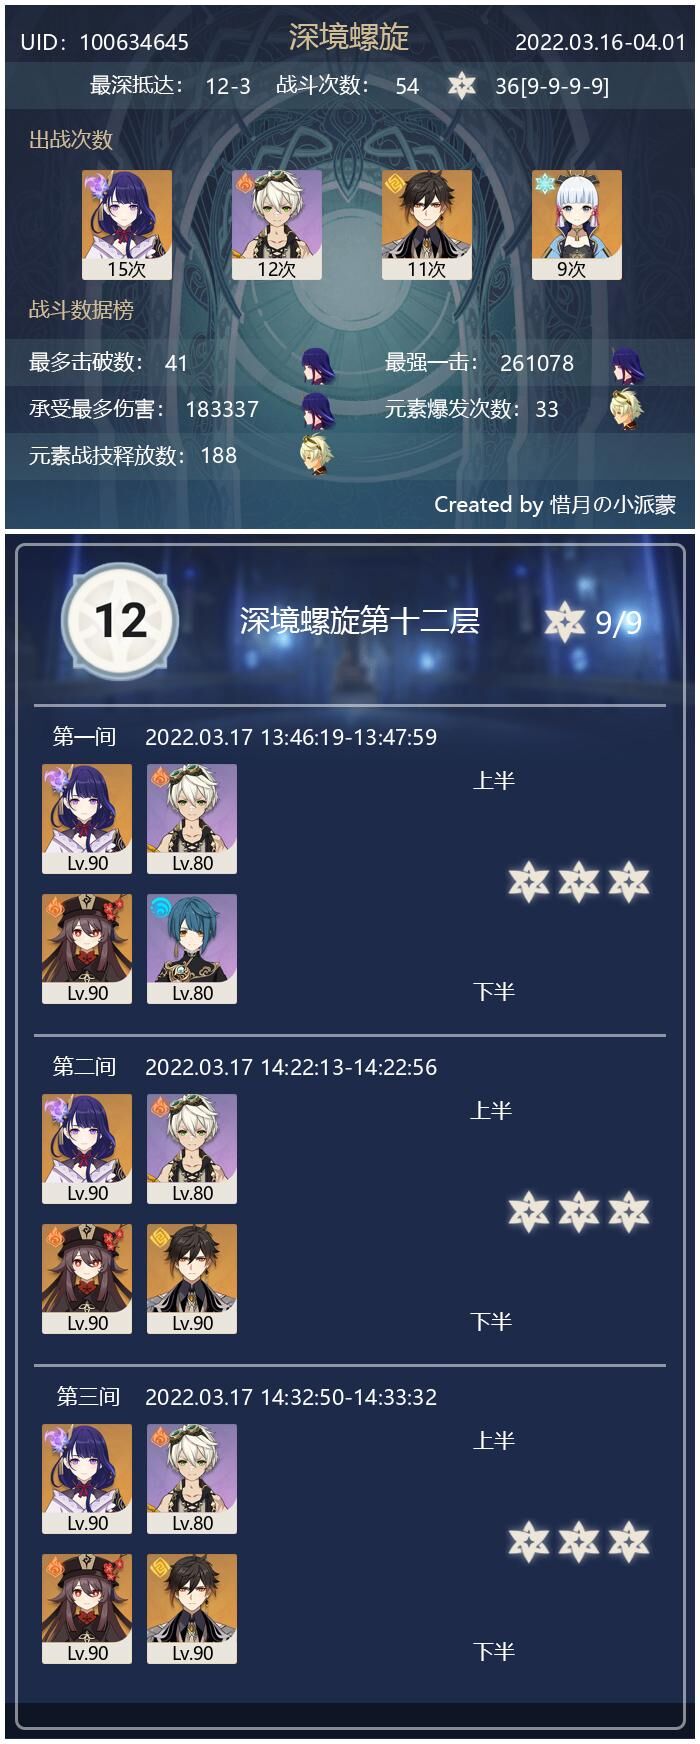 UID：100634645 深境螺旋 2022.03.16-04.01
最深抵达： 12-3 战斗次数： 54 36[9-9-9-9]
出战次数
15次 12次 11次 9次
战斗数据榜
最多击破数： 41 最强一击： 261078
承受最多伤害： 183337 元素爆发次数： 33
元素战技释放数： 188
Created by 惜月の小派蒙
12 深境螺旋第十二层 9/9
第一间 2022.03.17 13:46:19-13:47:59
上半
Lv.90 Lv.80
Lv.90 Lv.80
下半
第二间 2022.03.17 14:22:13-14:22:56
上半
Lv.90 Lv.80
Lv.90 Lv.90
下半
第三间 2022.03.17 14:32:50-14:33:32
上半
Lv.90 Lv.80
Lv.90 Lv.90
下半